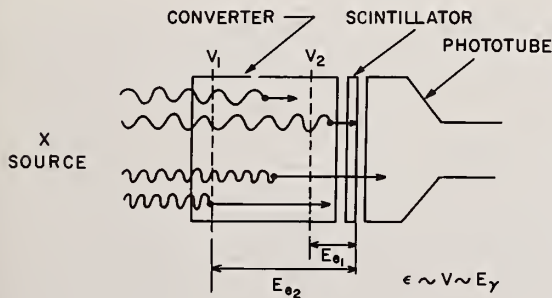 CONVERTER
SCINTILLATOR
PHOTOTUBE
V₁
V₂
X
SOURCE
Ee₁
Ee₂
ϵ ~ V ~ Eγ